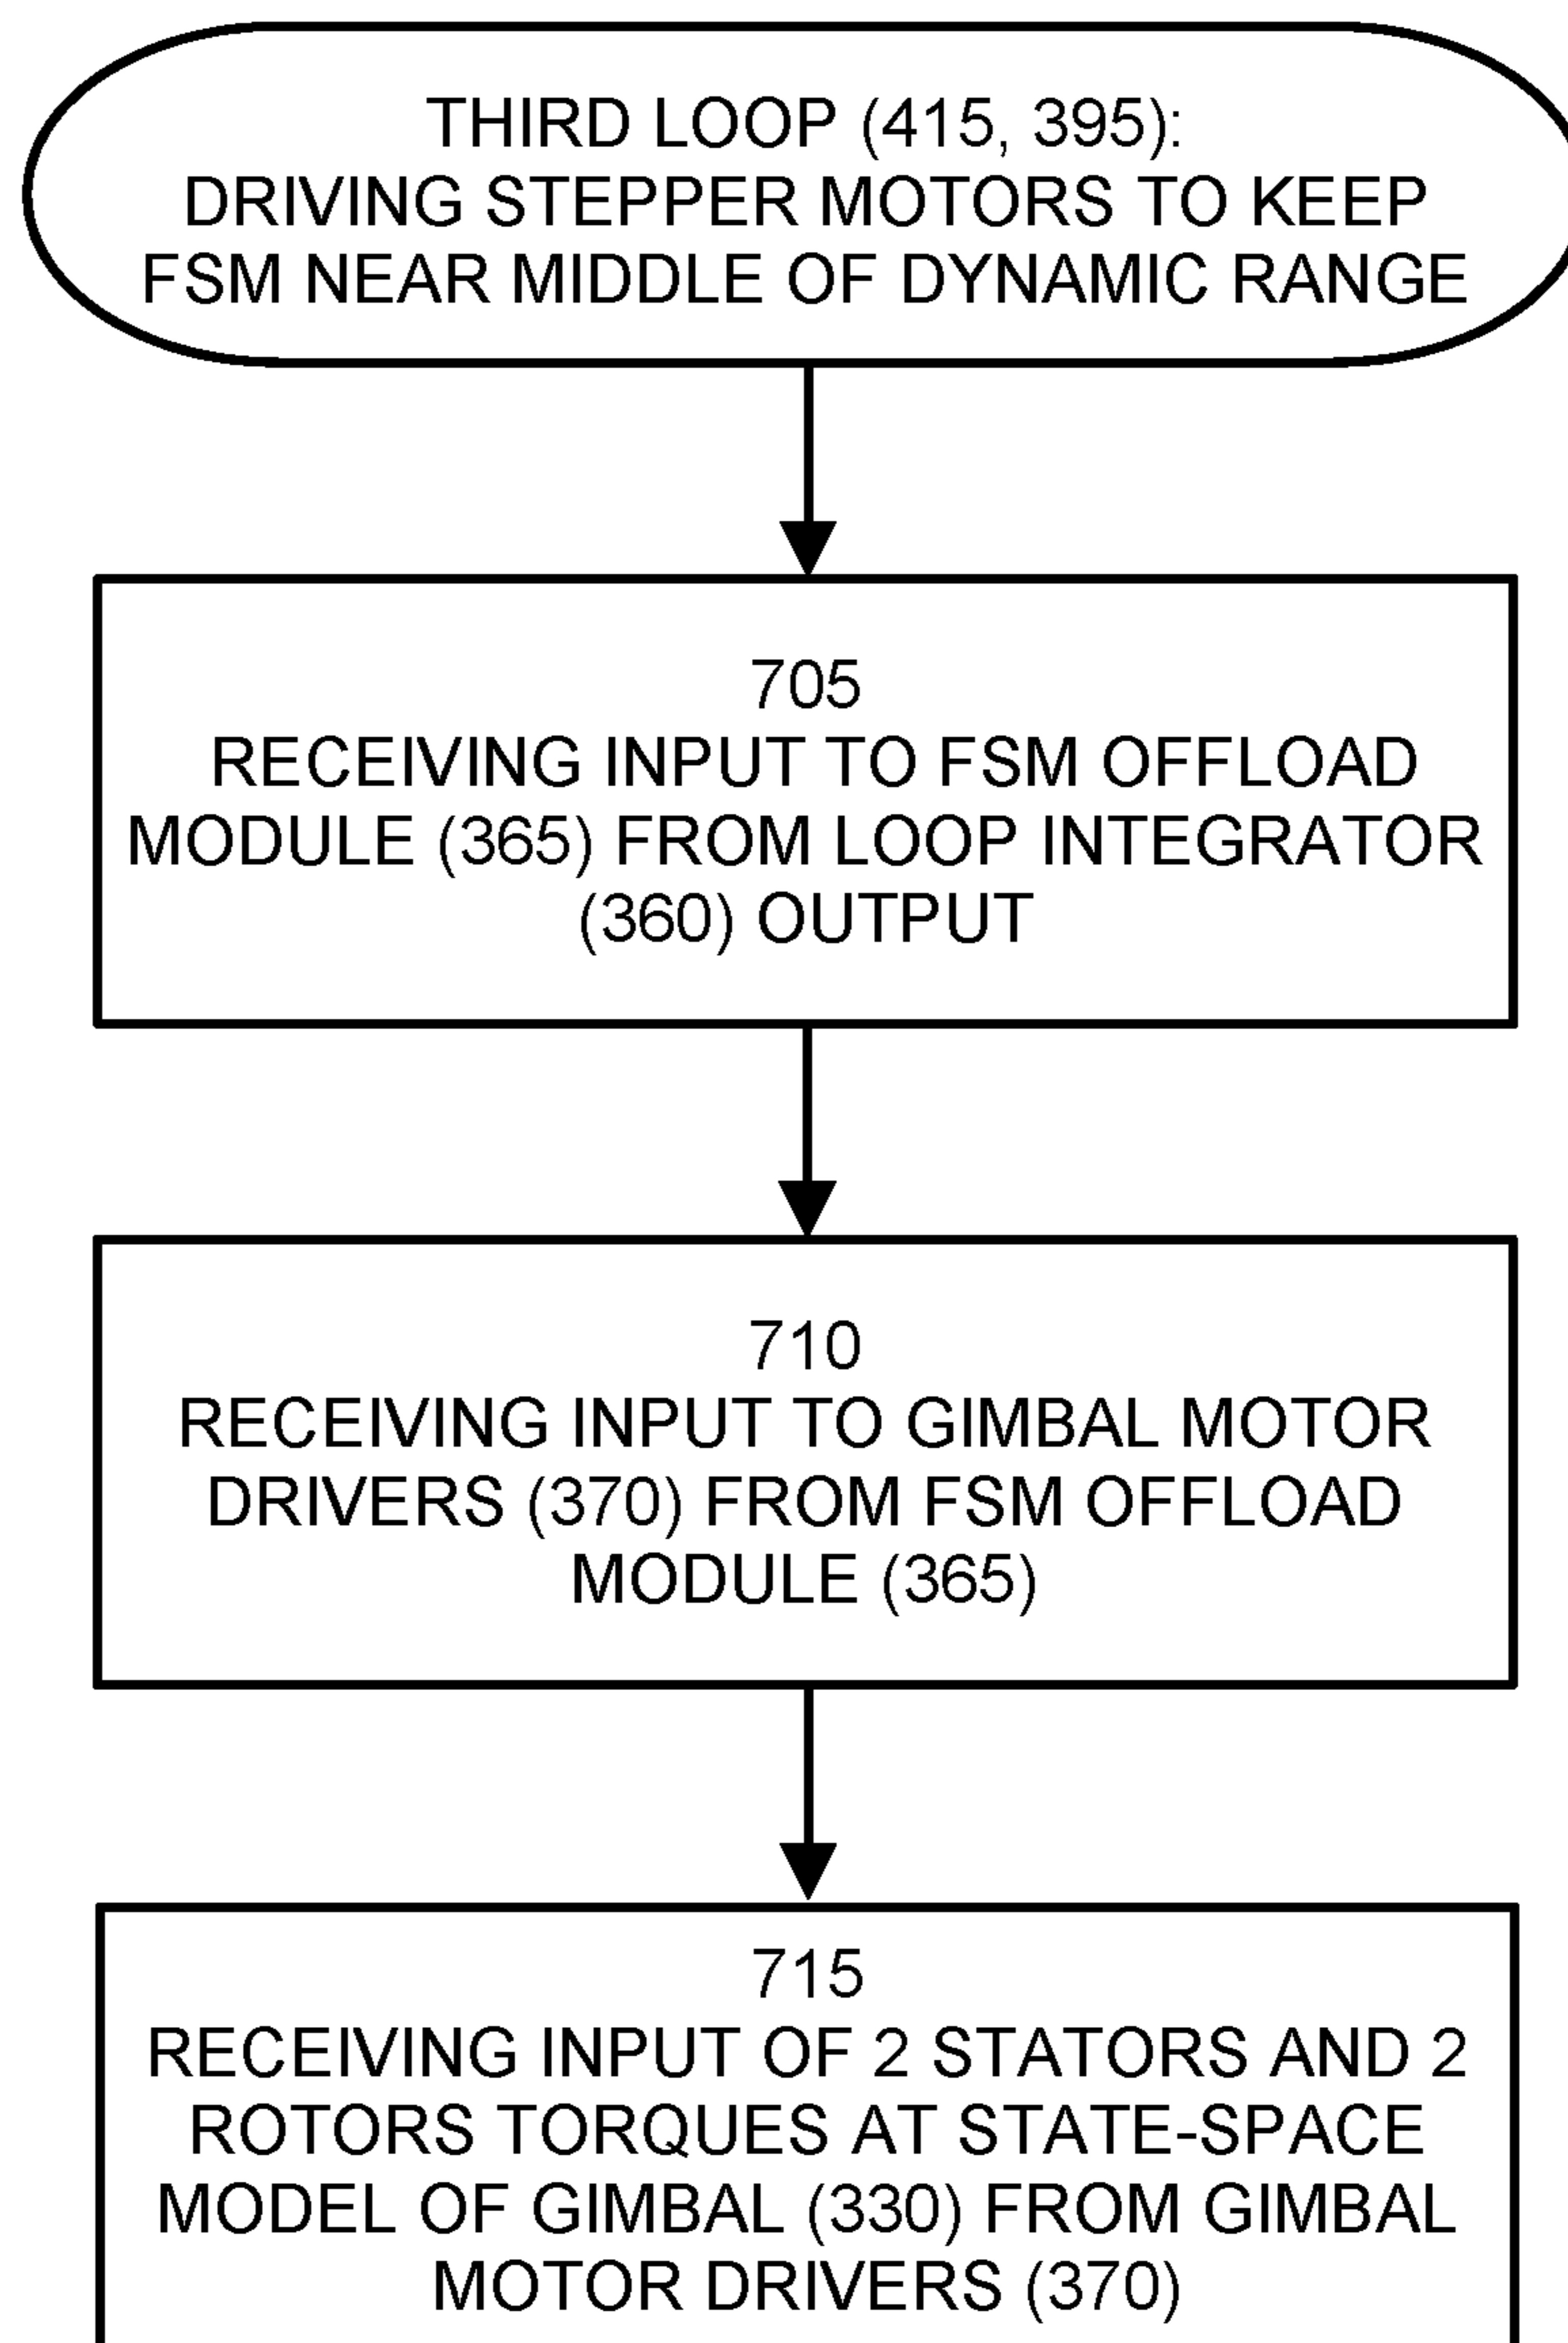 THIRD LOOP (415, 395):
DRIVING STEPPER MOTORS TO KEEP
FSM NEAR MIDDLE OF DYNAMIC RANGE
705
RECEIVING INPUT TO FSM OFFLOAD
MODULE (365) FROM LOOP INTEGRATOR
(360) OUTPUT
710
RECEIVING INPUT TO GIMBAL MOTOR
DRIVERS (370) FROM FSM OFFLOAD
MODULE (365)
715
RECEIVING INPUT OF 2 STATORS AND 2
ROTORS TORQUES AT STATE-SPACE
MODEL OF GIMBAL (330) FROM GIMBAL
MOTOR DRIVERS (370)